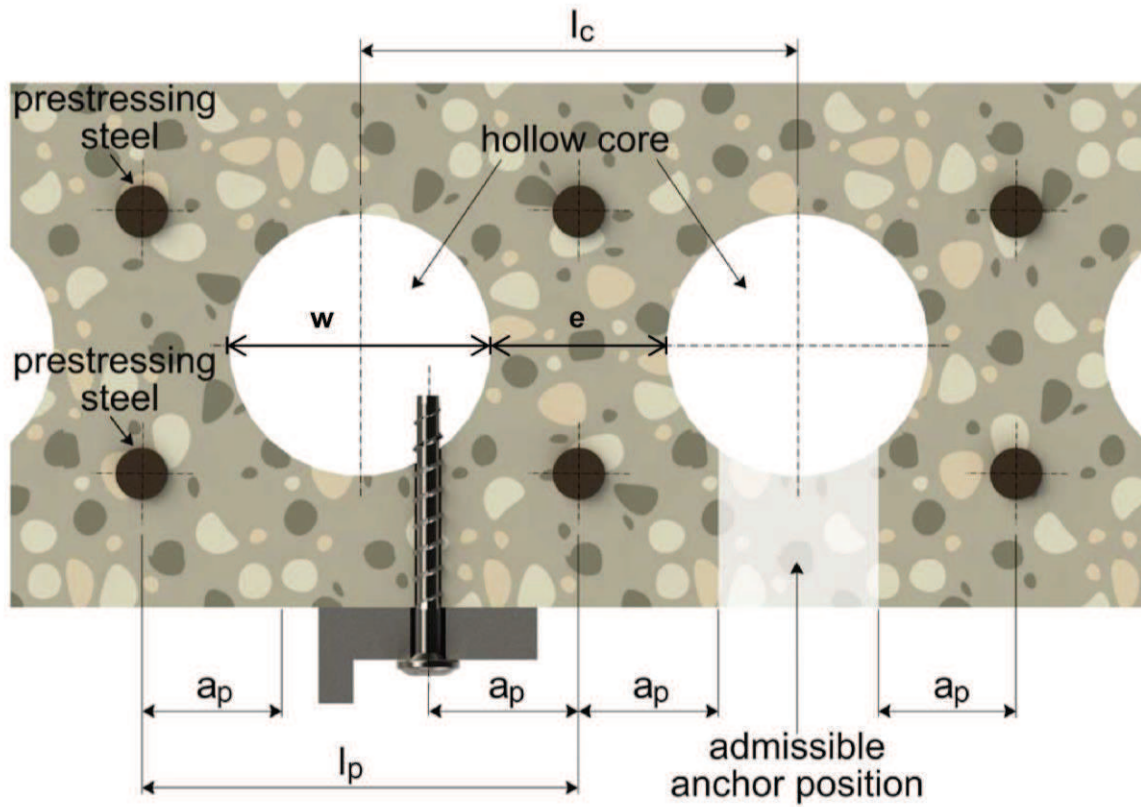 lc
prestressing
steel
hollow core
w
e
prestressing
steel
ap
ap
ap
ap
lp
admissible
anchor position